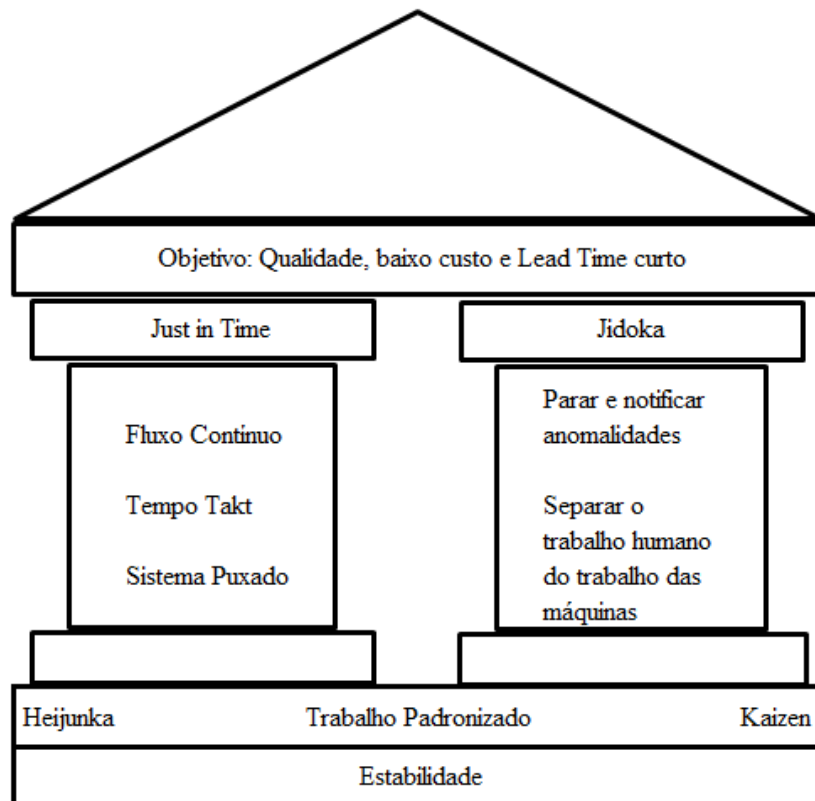 Objetivo: Qualidade, baixo custo e Lead Time curto
Just in Time
Jidoka
Fluxo Contínuo
Tempo Takt
Sistema Puxado
Parar e notificar
anomalidades
Separar o
trabalho humano
do trabalho das
máquinas
Heijunka
Trabalho Padronizado
Kaizen
Estabilidade